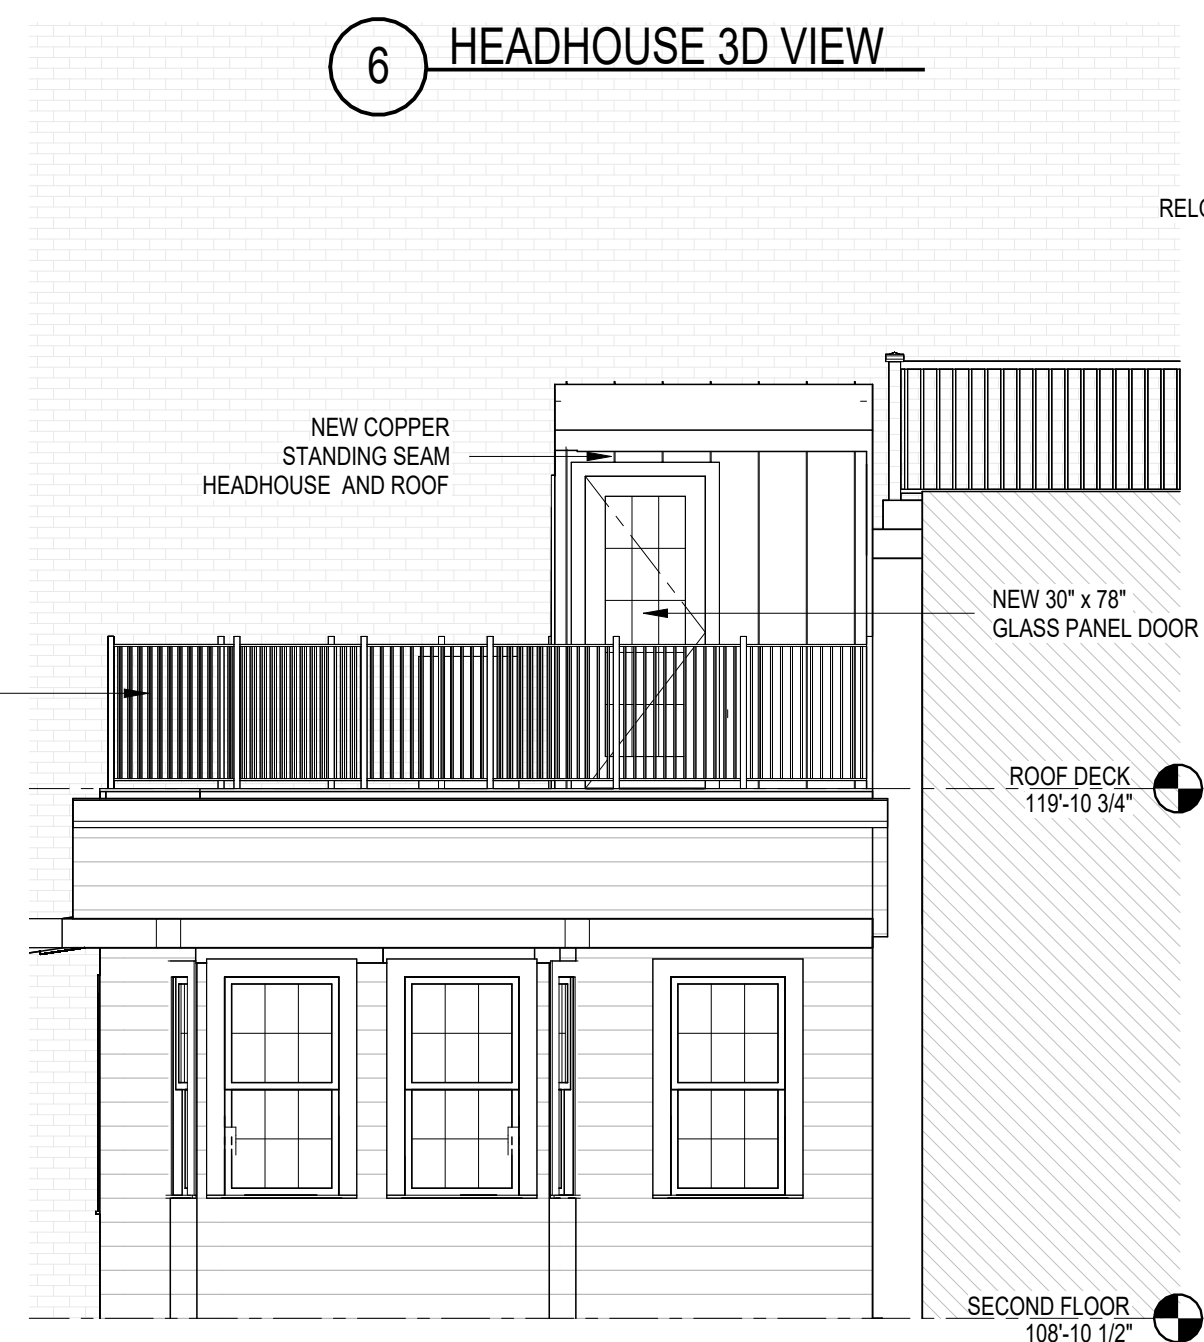 6
HEADHOUSE 3D VIEW
NEW COPPER
STANDING SEAM
HEADHOUSE AND ROOF
NEW 30" x 78"
GLASS PANEL DOOR
ROOF DECK
119'-10 3/4"
SECOND FLOOR
108'-10 1/2"